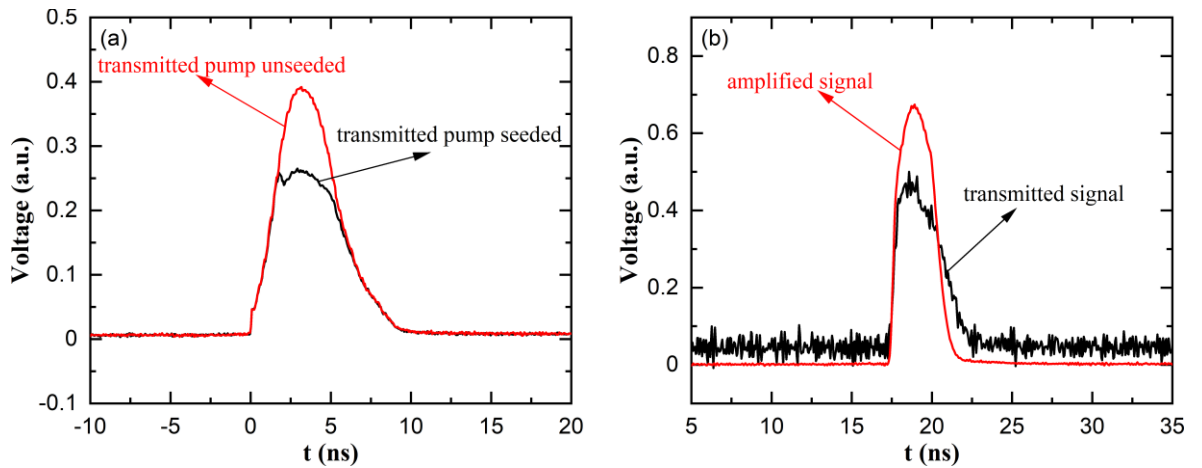 (a)
transmitted pump unseeded
transmitted pump seeded
Voltage (a.u.)
0.5
0.4
0.3
0.2
0.1
0
-0.1
-10
-5
0
5
10
15
20
t (ns)
(b)
amplified signal
transmitted signal
Voltage (a.u.)
0.8
0.6
0.4
0.2
0
5
10
15
20
25
30
35
t (ns)